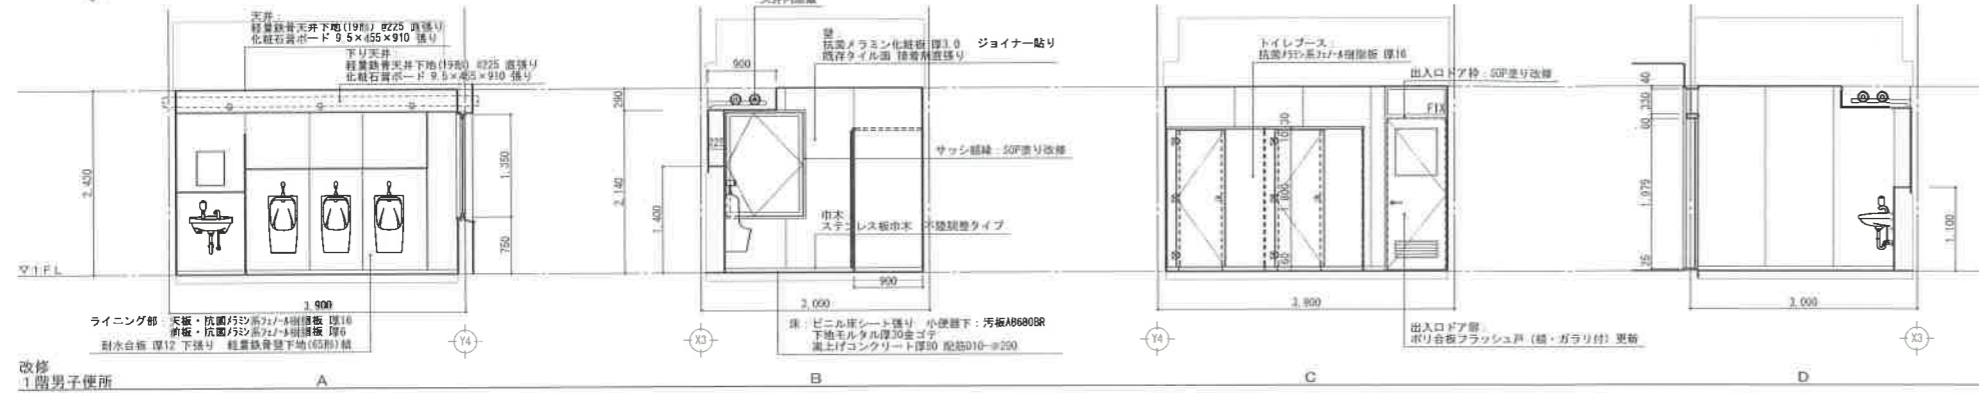 天井:
軽量鉄骨天井下地(19形) @225 直張り
化粧石膏ボード 9.5×455×910 張り
下り天井:
軽量鉄骨天井下地(19形) @225 直張り
化粧石膏ボード 9.5×455×910 張り
2,430
1,350
750
▽1FL
3,900
ライニング部:天板・抗菌メラミン系フェノール樹脂板 厚16
前板・抗菌メラミン系フェノール樹脂板 厚6
耐水合板 厚12 下張り 軽量鉄骨壁下地(65形)組
Y4
A
壁:
抗菌メラミン化粧板 厚3.0 ジョイナー貼り
既存タイル面 接着剤直張り
900
290
225
2,140
1,400
サッシ額縁:SOP塗り改修
巾木
ステンレス板巾木 不陸調整タイプ
900
X3
床:ビニル床シート張り 小便器下:汚板AB680BR
下地モルタル厚30金ゴテ
嵩上げコンクリート厚80 配筋D10-@200
B
トイレブース:
抗菌メラミン系フェノール樹脂板 厚16
出入口ドア枠:SOP塗り改修
FIX
1,800
60
Y4
出入口ドア扉:
ポリ合板フラッシュ戸(錠・ガラリ付)更新
C
40
330
60
1,975
25
1,100
X3
D
改修
1階男子便所